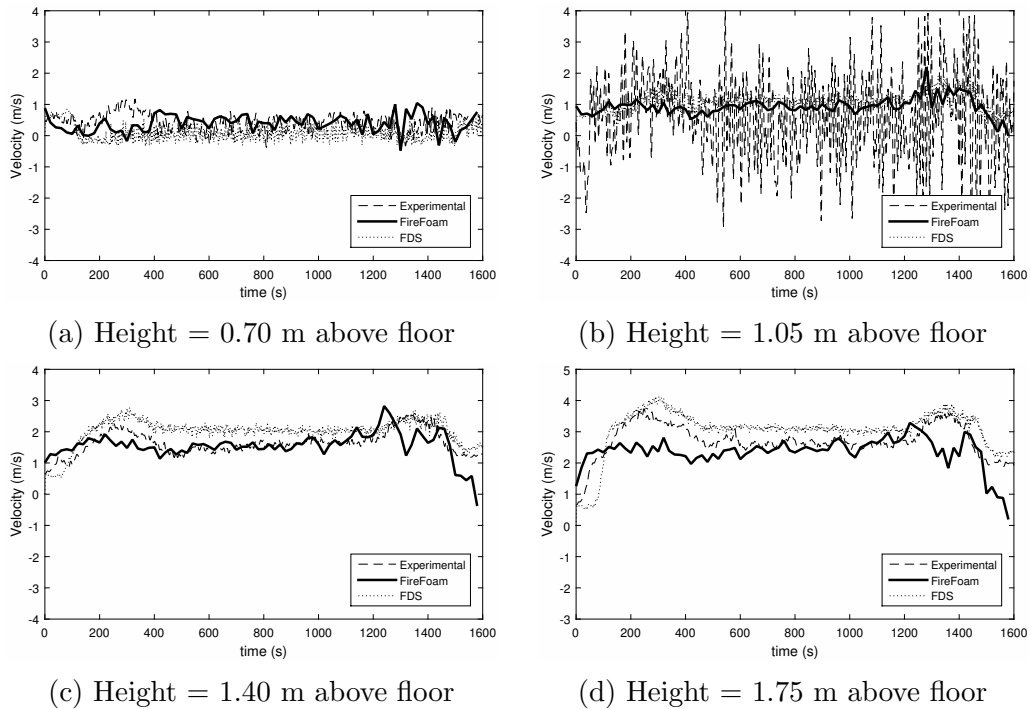 4
3
2
1
0
-1
-2
-3
-4
Velocity (m/s)
Experimental
FireFoam
FDS
0 200 400 600 800 1000 1200 1400 1600
time (s)
(a) Height = 0.70 m above floor
4
3
2
1
0
-1
-2
-3
-4
Velocity (m/s)
Experimental
FireFoam
FDS
0 200 400 600 800 1000 1200 1400 1600
time (s)
(b) Height = 1.05 m above floor
4
3
2
1
0
-1
-2
-3
-4
Velocity (m/s)
Experimental
FireFoam
FDS
0 200 400 600 800 1000 1200 1400 1600
time (s)
(c) Height = 1.40 m above floor
5
4
3
2
1
0
-1
-2
-3
Velocity (m/s)
Experimental
FireFoam
FDS
0 200 400 600 800 1000 1200 1400 1600
time (s)
(d) Height = 1.75 m above floor